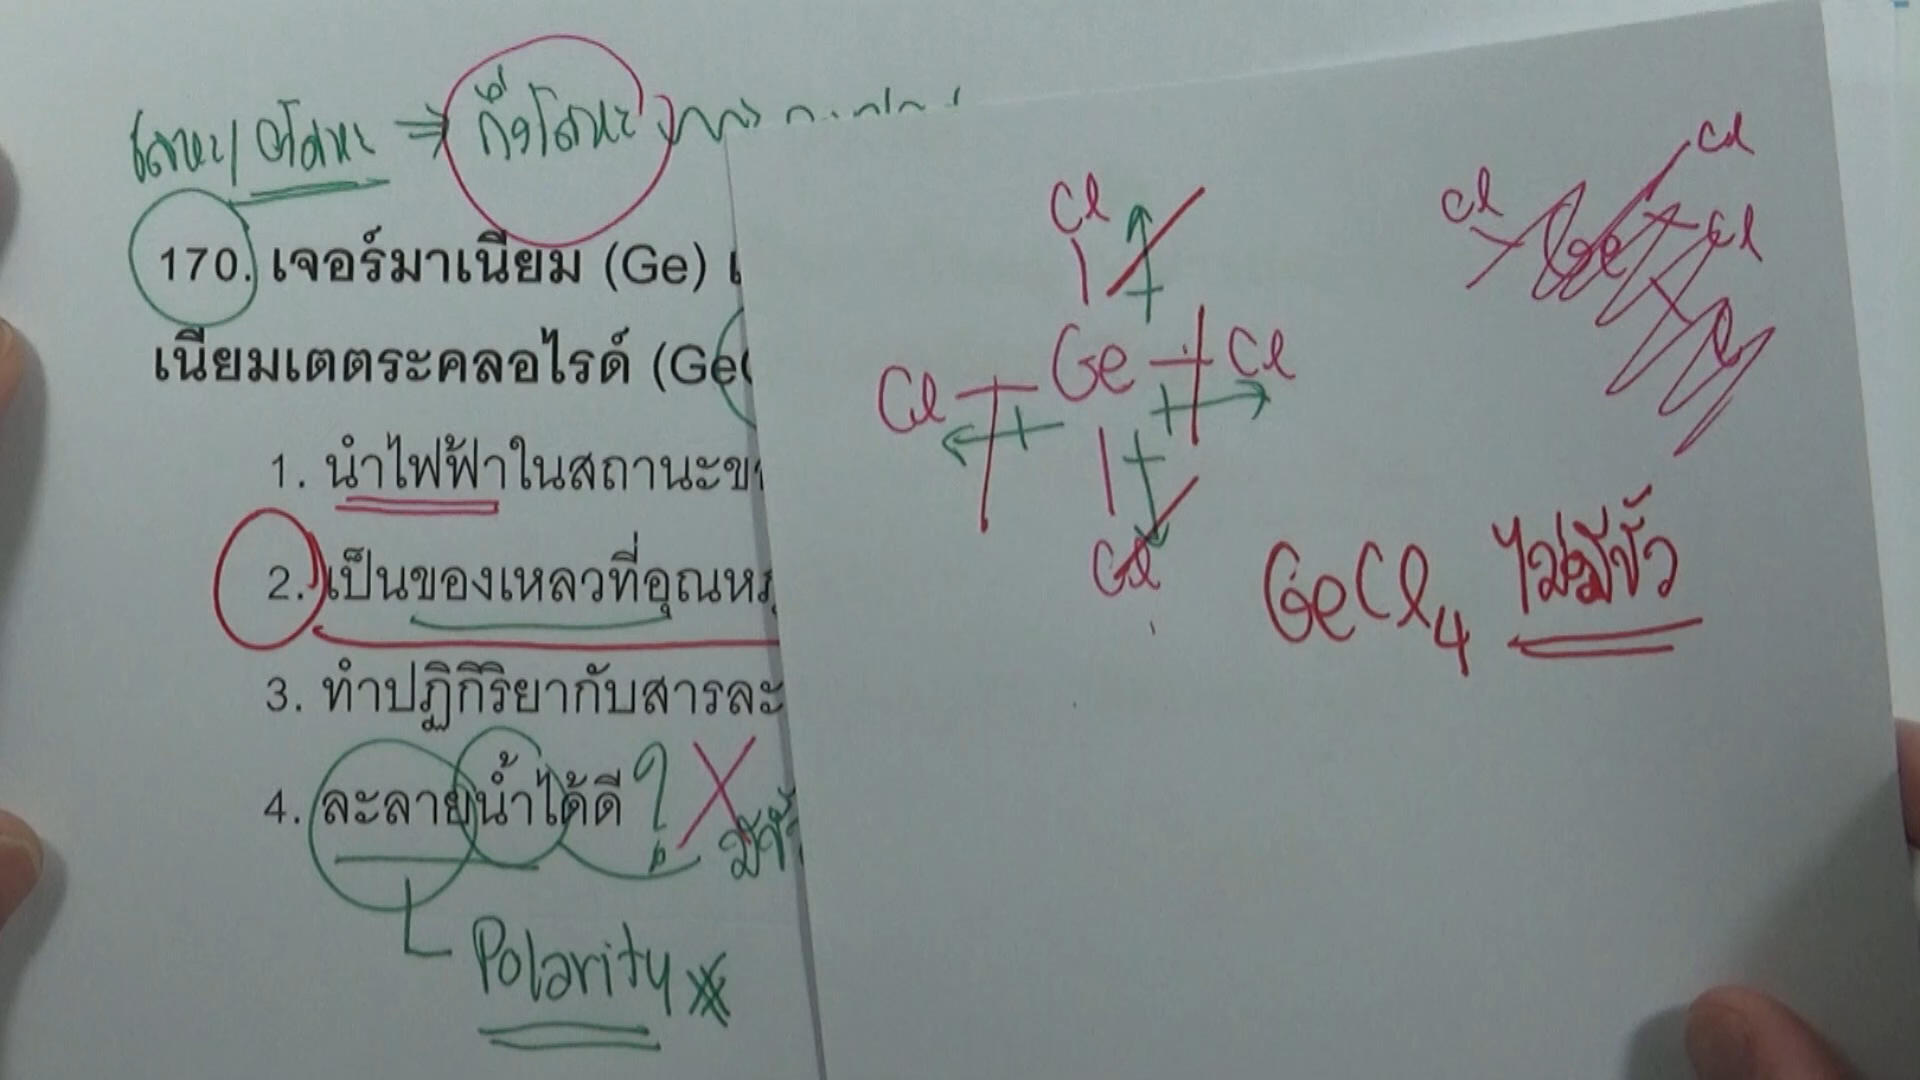 โลหะ/อโลหะ ⇒ กึ่งโลหะ
170. เจอร์มาเนียม (Ge)
เนียมเตตระคลอไรด์ (Ge
1. นำไฟฟ้าในสถานะ
2. เป็นของเหลวที่อุณห
3. ทำปฏิกิริยากับสารละ
4. ละลายน้ำได้ดี ?
Polarity
Cl
Cl Ge Cl
Cl
Cl
Cl Ge Cl
Cl
GeCl4 ไม่มีขั้ว